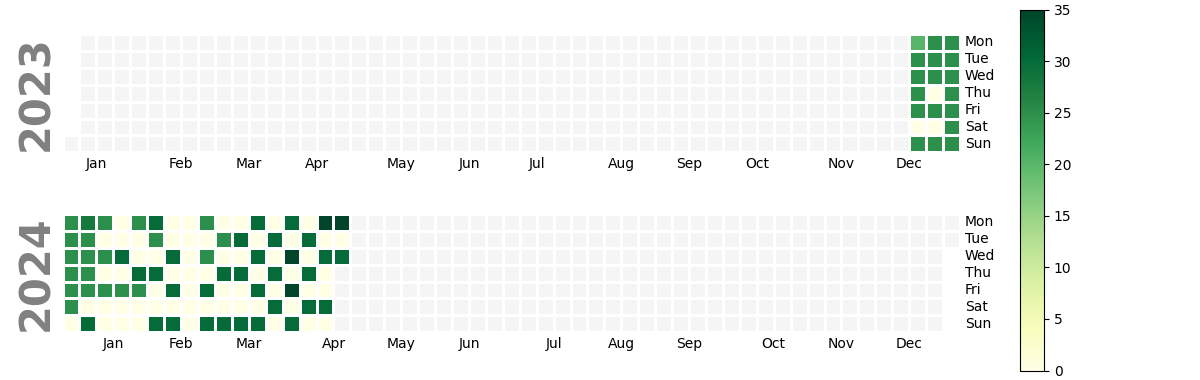 2023
Mon
Tue
Wed
Thu
Fri
Sat
Sun
Jan Feb Mar Apr May Jun Jul Aug Sep Oct Nov Dec
2024
Mon
Tue
Wed
Thu
Fri
Sat
Sun
Jan Feb Mar Apr May Jun Jul Aug Sep Oct Nov Dec
35
30
25
20
15
10
5
0